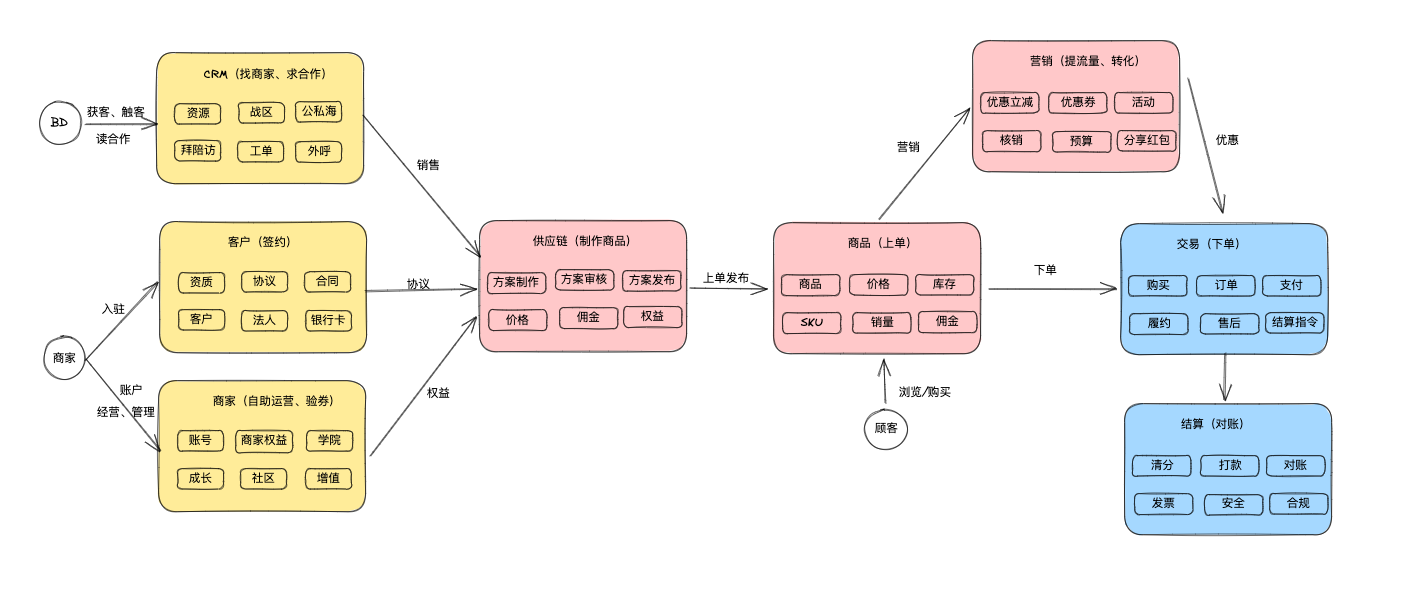 BD
获客、触客
读合作
CRM（找商家、求合作）
资源
战区
公私海
拜陪访
工单
外呼
销售
商家
入驻
账户
经营、管理
客户（签约）
资质
协议
合同
客户
法人
银行卡
协议
商家（自助运营、验券）
账号
商家权益
学院
成长
社区
增值
权益
供应链（制作商品）
方案制作
方案审核
方案发布
价格
佣金
权益
上单发布
商品（上单）
商品
价格
库存
SKU
销量
佣金
浏览/购买
顾客
营销
营销（提流量、转化）
优惠立减
优惠券
活动
核销
预算
分享红包
优惠
下单
交易（下单）
购买
订单
支付
履约
售后
结算指令
结算（对账）
清分
打款
对账
发票
安全
合规